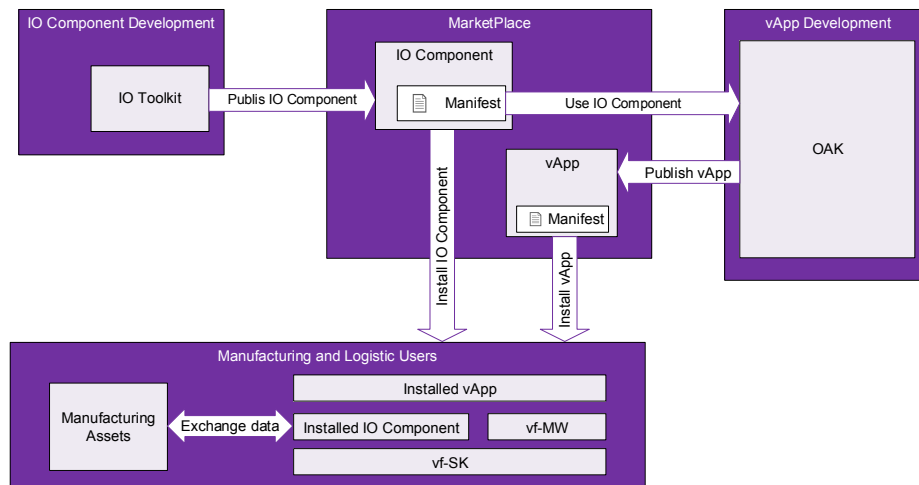 IO Component Development
MarketPlace
vApp Development
IO Component
IO Toolkit
Publis IO Component
Manifest
Use IO Component
OAK
vApp
Publish vApp
Manifest
Install IO Component
Install vApp
Manufacturing and Logistic Users
Installed vApp
Manufacturing
Assets
Exchange data
Installed IO Component
vf-MW
vf-SK